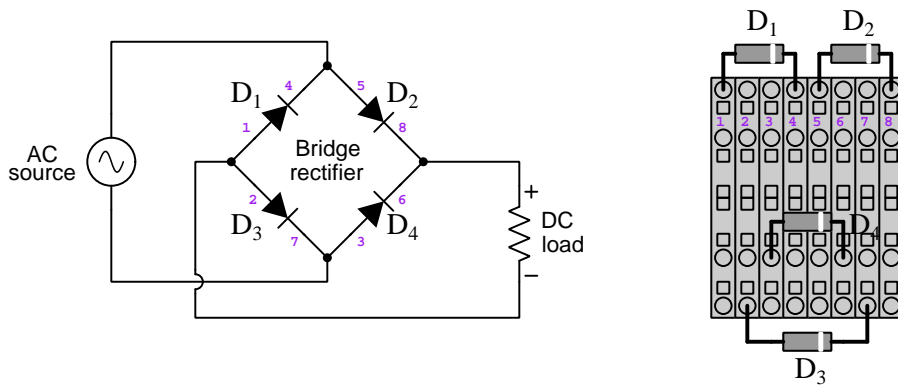 D1
D2
4
5
D1
D2
1
8
1 2 3 4 5 6 7 8
AC
source
Bridge
rectifier
+
DC
load
−
2
6
D3
D4
7
3
D4
D3